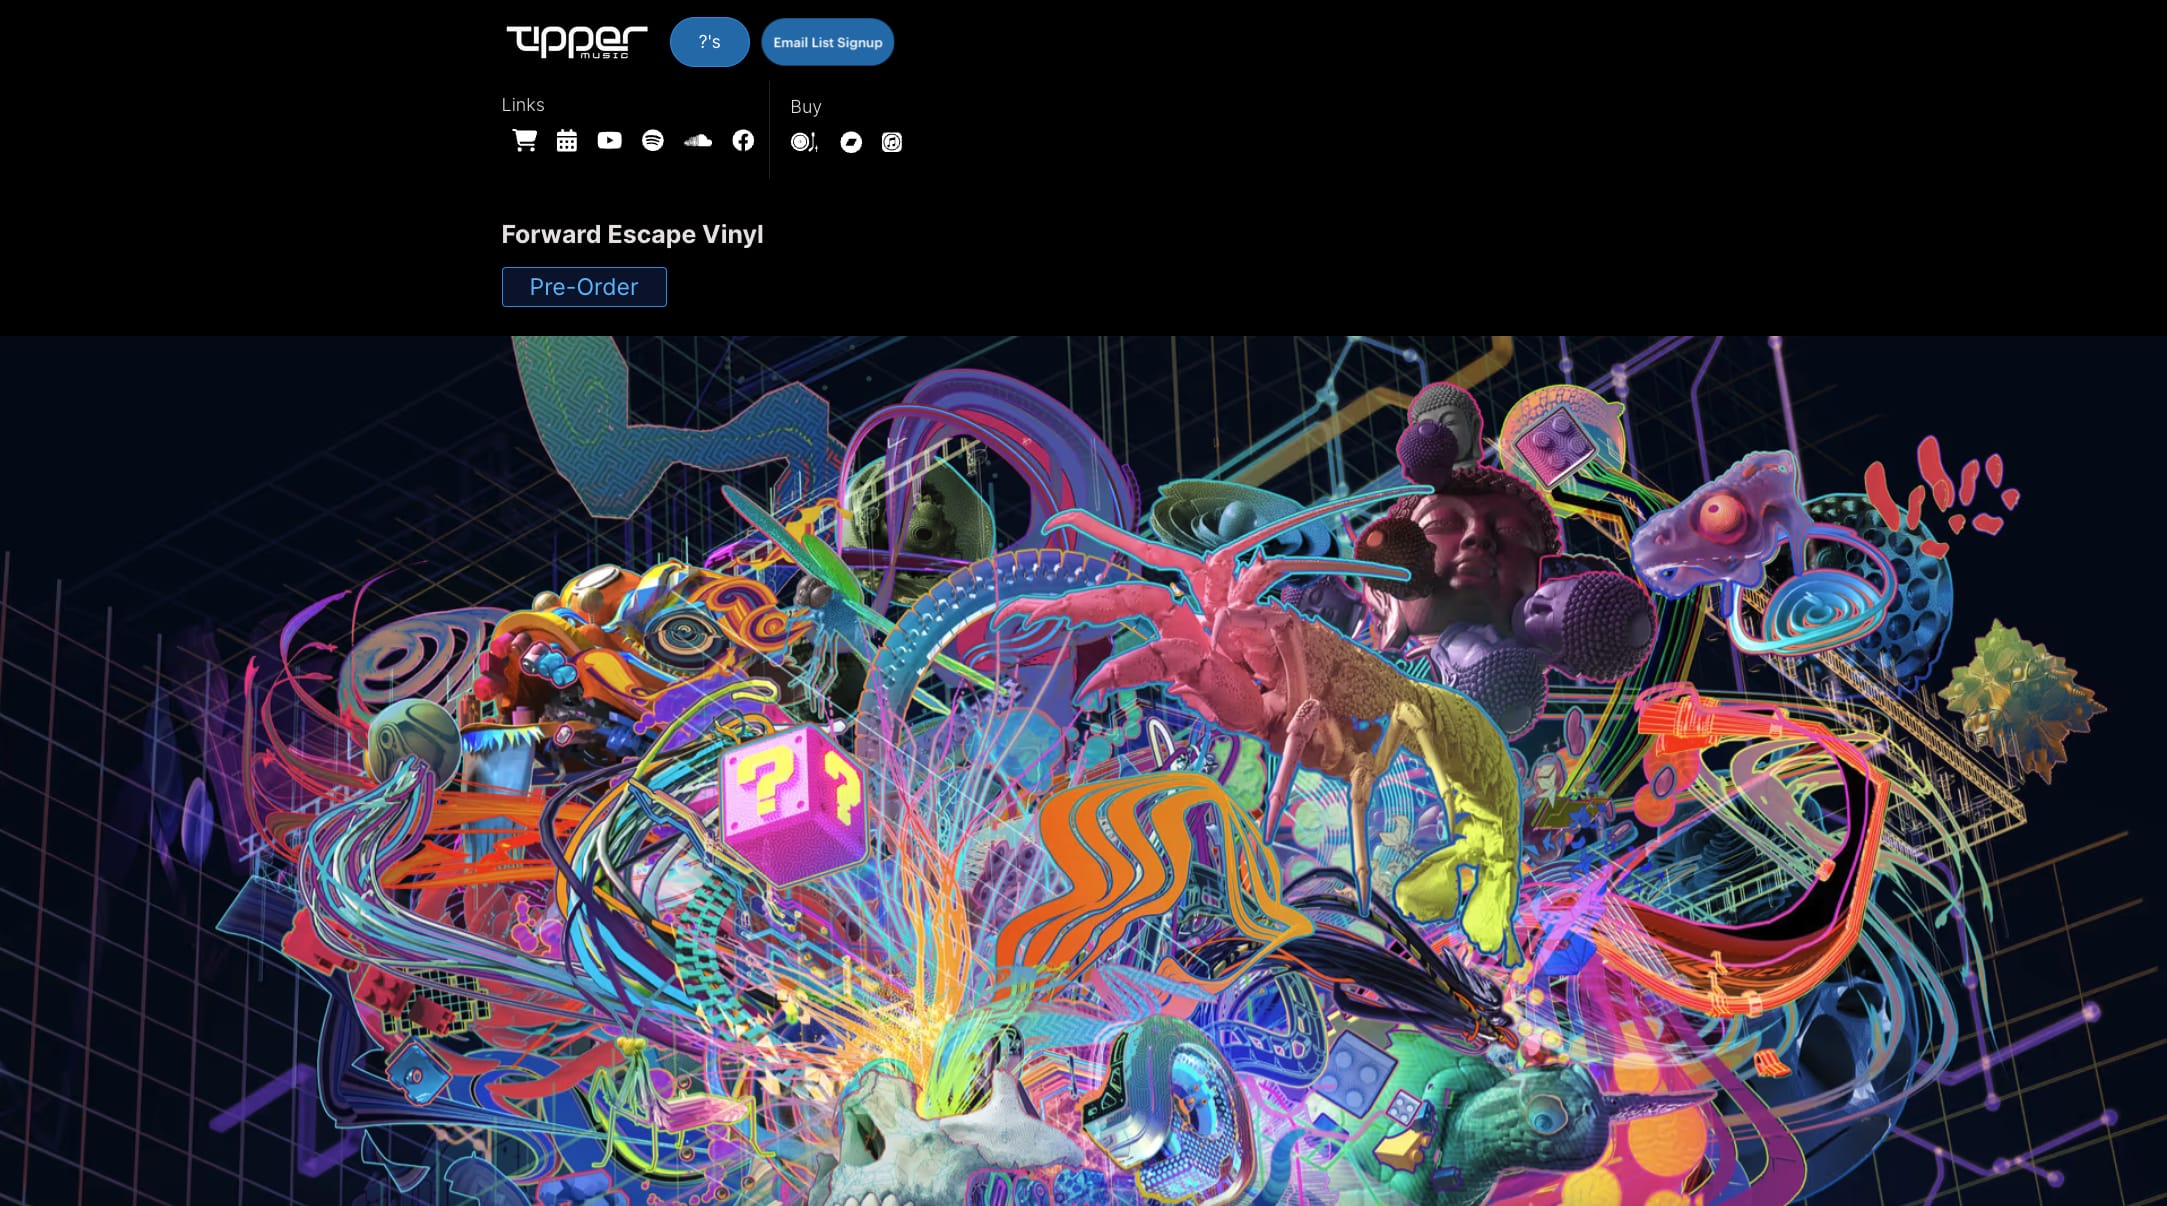 Tipper
MUSIC
?'s
Email List Signup
Links
Buy
Forward Escape Vinyl
Pre-Order
? ?